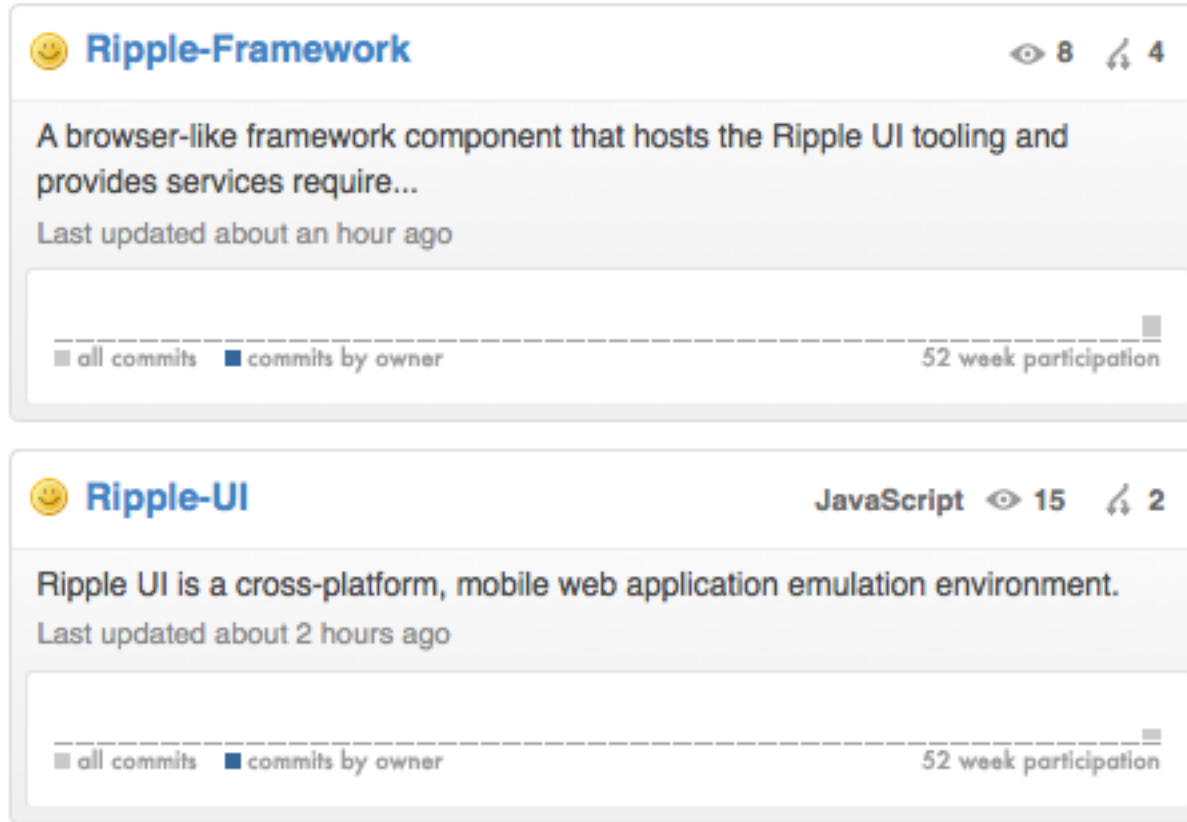 Ripple-Framework 8 4
A browser-like framework component that hosts the Ripple UI tooling and
provides services require...
Last updated about an hour ago
all commits commits by owner 52 week participation
Ripple-UI JavaScript 15 2
Ripple UI is a cross-platform, mobile web application emulation environment.
Last updated about 2 hours ago
all commits commits by owner 52 week participation